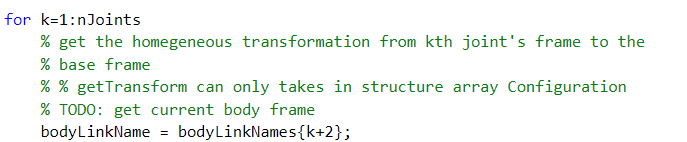 for k=1:nJoints
% get the homegeneous transformation from kth joint's frame to the
% base frame
% % getTransform can only takes in structure array Configuration
% TODO: get current body frame
bodyLinkName = bodyLinkNames{k+2};